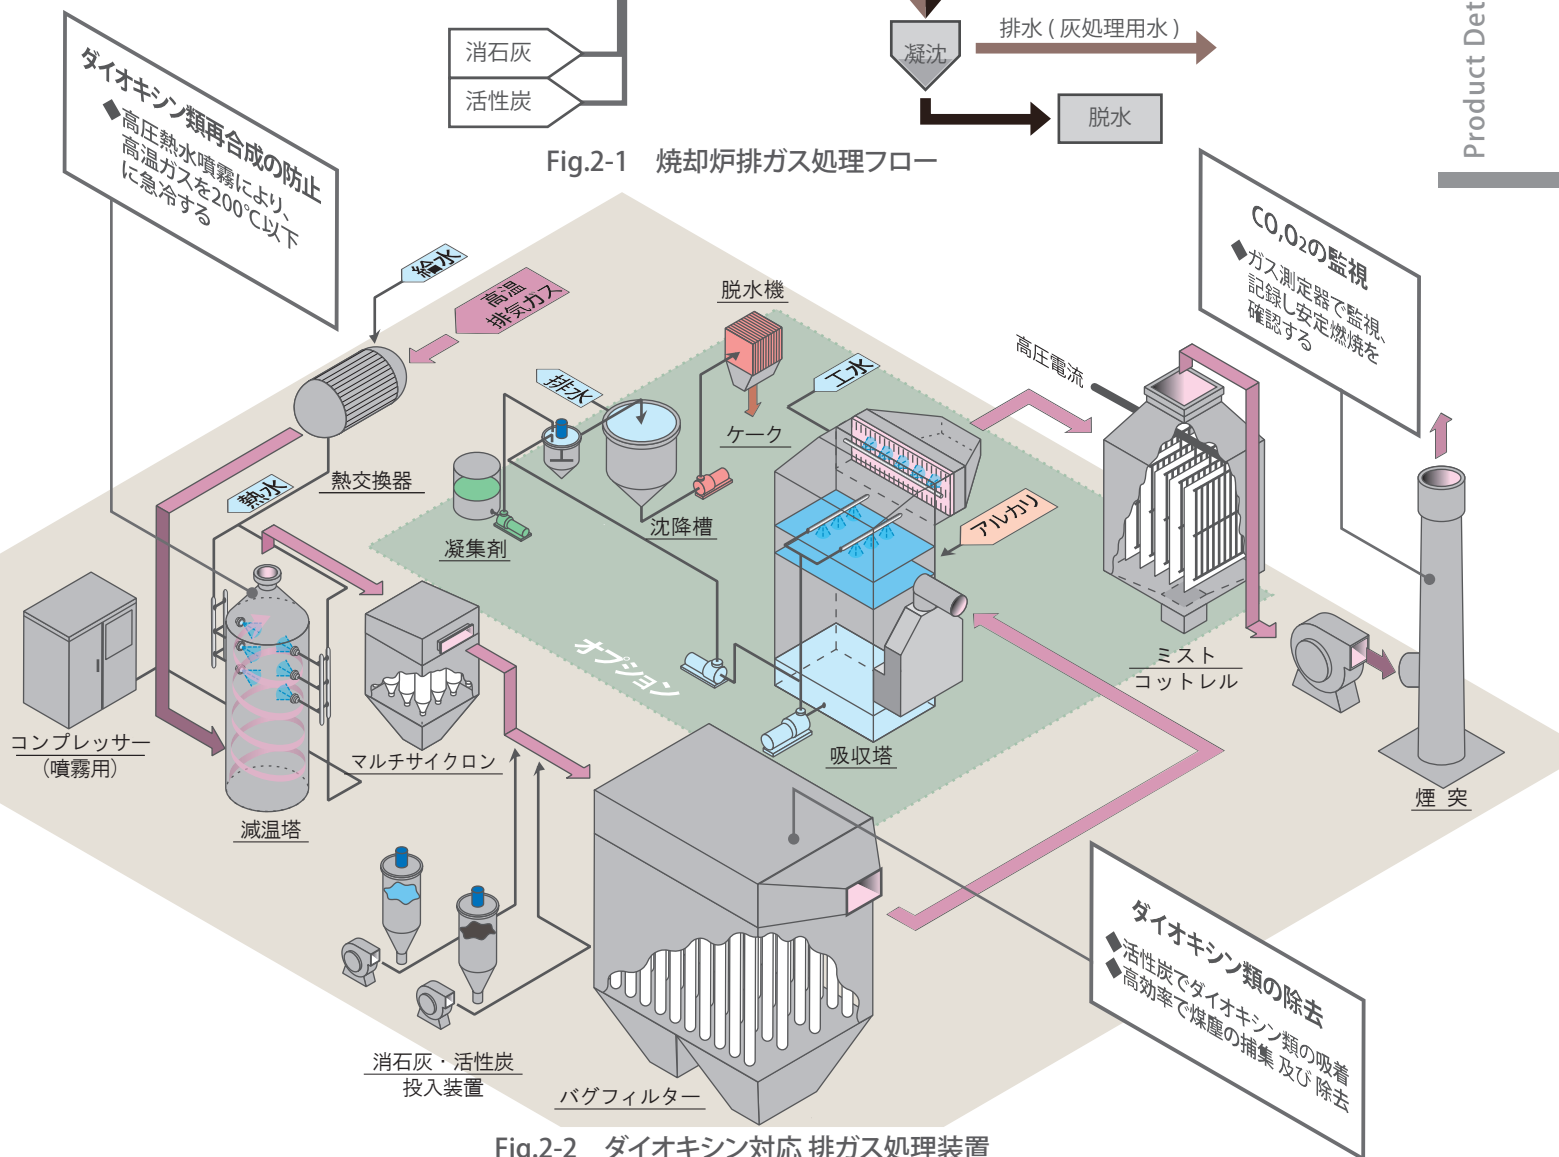 消石灰
活性炭
凝沈
排水 ( 灰処理用水 )
脱水
Fig.2-1　焼却炉排ガス処理フロー
Product Det
ダイオキシン類再合成の防止
◆高圧熱水噴霧により、
高温ガスを200℃以下
に急冷する
CO,O2の監視
◆ガス測定器で監視、
記録し安定燃焼を
確認する
給水
高温
排気ガス
熱交換器
熱水
脱水機
排水
ケーク
工水
凝集剤
沈降槽
アルカリ
高圧電流
オプション
ミスト
コットレル
コンプレッサー
(噴霧用)
減温塔
マルチサイクロン
吸収塔
煙 突
消石灰・活性炭
投入装置
バグフィルター
ダイオキシン類の除去
◆活性炭でダイオキシン類の吸着
◆高効率で煤塵の捕集 及び 除去
Fig.2-2　ダイオキシン対応 排ガス処理装置